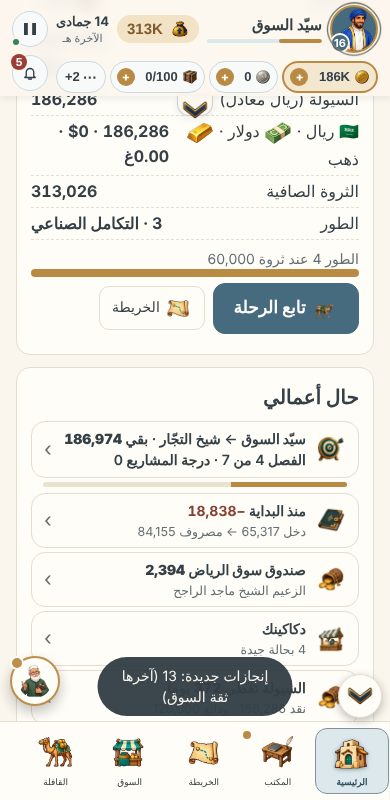 سيّد السوق
16
313K
14 جمادى
الآخرة هـ
186K +
0 +
0/100 +
+2 ···
5
السيولة (ريال معادل) 186,286
ريال · دولار · ذهب 186,286 · $0 · 0.00غ
الثروة الصافية 313,026
الطور 3 · التكامل الصناعي
الطور 4 عند ثروة 60,000
تابع الرحلة
الخريطة
حال أعمالي
سيّد السوق ← شيخ التجّار · بقي 186,974
الفصل 4 من 7 · درجة المشاريع 0
منذ البداية −18,838
دخل 65,317 ← مصروف 84,155
صندوق سوق الرياض 2,394
الزعيم الشيخ ماجد الراجح
دكاكينك
4 بحالة جيدة
إنجازات جديدة: 13 (آخرها
ثقة السوق)
الرئيسية
المكتب
الخريطة
السوق
القافلة